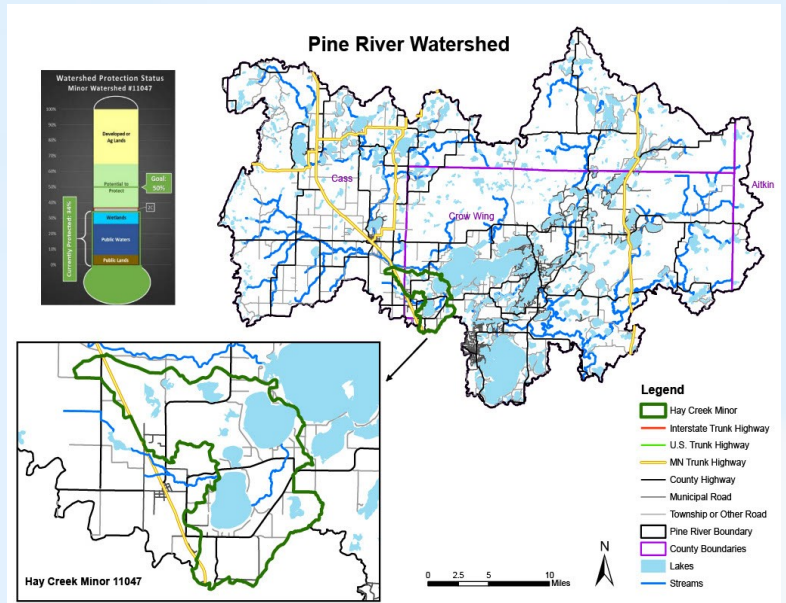 Pine River Watershed
Watershed Protection Status
Minor Watershed #11047
100%
90%
80%
70%
60%
50%
40%
30%
20%
10%
0%
Developed or
Ag Lands
Potential to
Protect
Goal:
50%
Wetlands
Public Waters
Public Lands
Currently Protected: 36%
Cass
Crow Wing
Aitkin
Hay Creek Minor 11047
Legend
Hay Creek Minor
Interstate Trunk Highway
U.S. Trunk Highway
MN Trunk Highway
County Highway
Municipal Road
Township or Other Road
Pine River Boundary
County Boundaries
Lakes
Streams
0 2.5 5 10
Miles
N